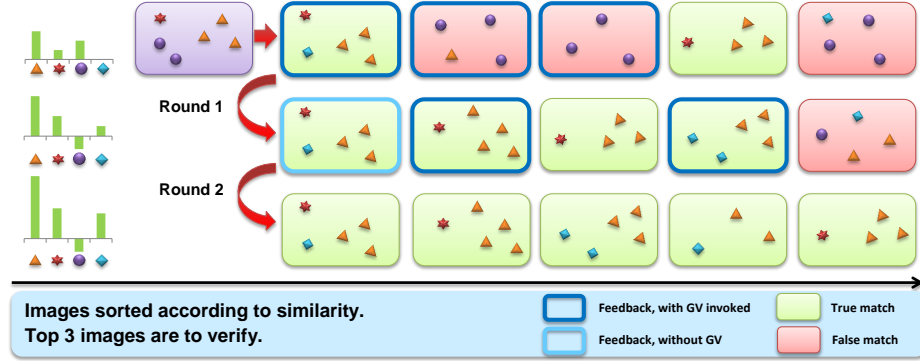 Round 1
Round 2
Images sorted according to similarity.
Top 3 images are to verify.
Feedback, with GV invoked
True match
Feedback, without GV
False match